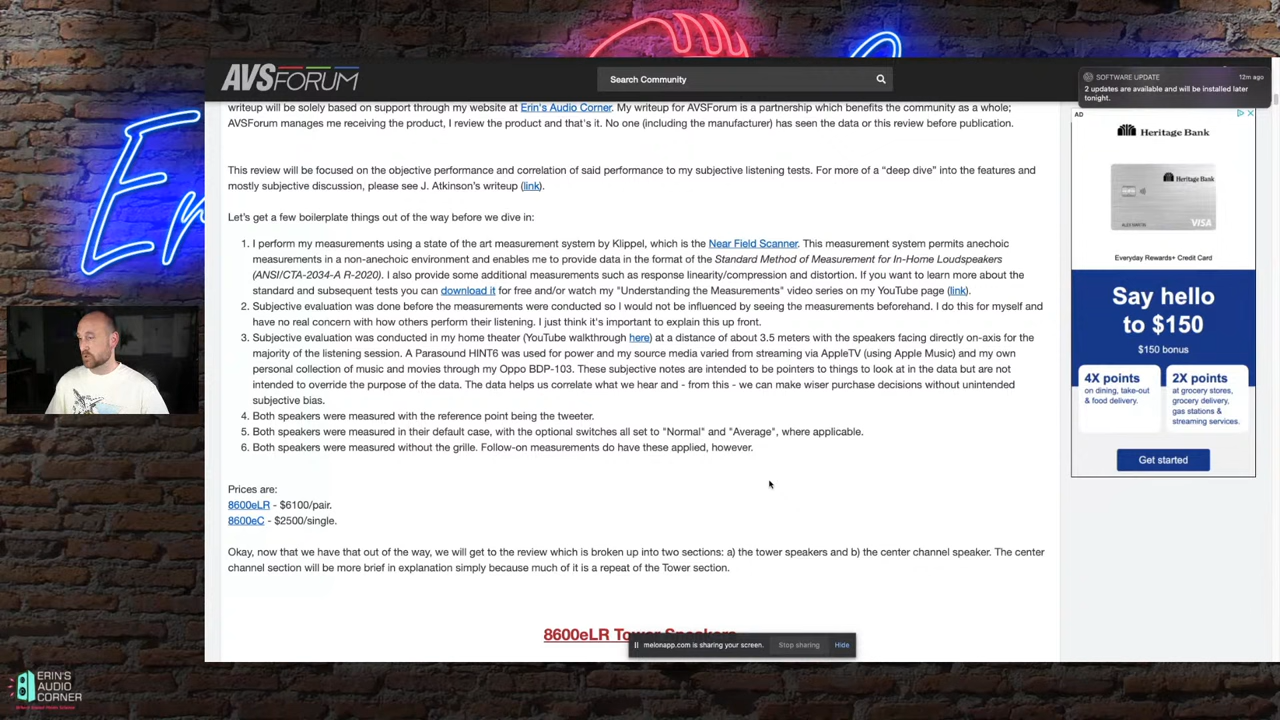 AVSFORUM
Search Community
SOFTWARE UPDATE
12m ago
2 updates are available and will be installed later
tonight.
writeup will be solely based on support through my website at Erin's Audio Corner. My writeup for AVSForum is a partnership which benefits the community as a whole;
AVSForum manages me receiving the product, I review the product and that's it. No one (including the manufacturer) has seen the data or this review before publication.
This review will be focused on the objective performance and correlation of said performance to my subjective listening tests. For more of a “deep dive” into the features and
mostly subjective discussion, please see J. Atkinson's writeup (link).
Let's get a few boilerplate things out of the way before we dive in:
1. I perform my measurements using a state of the art measurement system by Klippel, which is the Near Field Scanner. This measurement system permits anechoic
measurements in a non-anechoic environment and enables me to provide data in the format of the Standard Method of Measurement for In-Home Loudspeakers
(ANSI/CTA-2034-A R-2020). I also provide some additional measurements such as response linearity/compression and distortion. If you want to learn more about the
standard and subsequent tests you can download it for free and/or watch my "Understanding the Measurements" video series on my YouTube page (link).
2. Subjective evaluation was done before the measurements were conducted so I would not be influenced by seeing the measurements beforehand. I do this for myself and
have no real concern with how others perform their listening. I just think it's important to explain this up front.
3. Subjective evaluation was conducted in my home theater (YouTube walkthrough here) at a distance of about 3.5 meters with the speakers facing directly on-axis for the
majority of the listening session. A Parasound HINT6 was used for power and my source media varied from streaming via AppleTV (using Apple Music) and my own
personal collection of music and movies through my Oppo BDP-103. These subjective notes are intended to be pointers to things to look at in the data but are not
intended to override the purpose of the data. The data helps us correlate what we hear and - from this - we can make wiser purchase decisions without unintended
subjective bias.
4. Both speakers were measured with the reference point being the tweeter.
5. Both speakers were measured in their default case, with the optional switches all set to "Normal" and "Average", where applicable.
6. Both speakers were measured without the grille. Follow-on measurements do have these applied, however.
Prices are:
8600eLR - $6100/pair.
8600eC - $2500/single.
Okay, now that we have that out of the way, we will get to the review which is broken up into two sections: a) the tower speakers and b) the center channel speaker. The center
channel section will be more brief in explanation simply because much of it is a repeat of the Tower section.
8600eLR Tower Speakers
melonapp.com is sharing your screen.
Stop sharing
Hide
AD
Heritage Bank
Heritage Bank
VISA
Everyday Rewards+ Credit Card
Say hello
to $150
$150 bonus
4X points
on dining, take-out
& food delivery.
2X points
at grocery stores,
grocery delivery,
gas stations &
streaming services.
Get started
Er
ERIN'S
AUDIO
CORNER